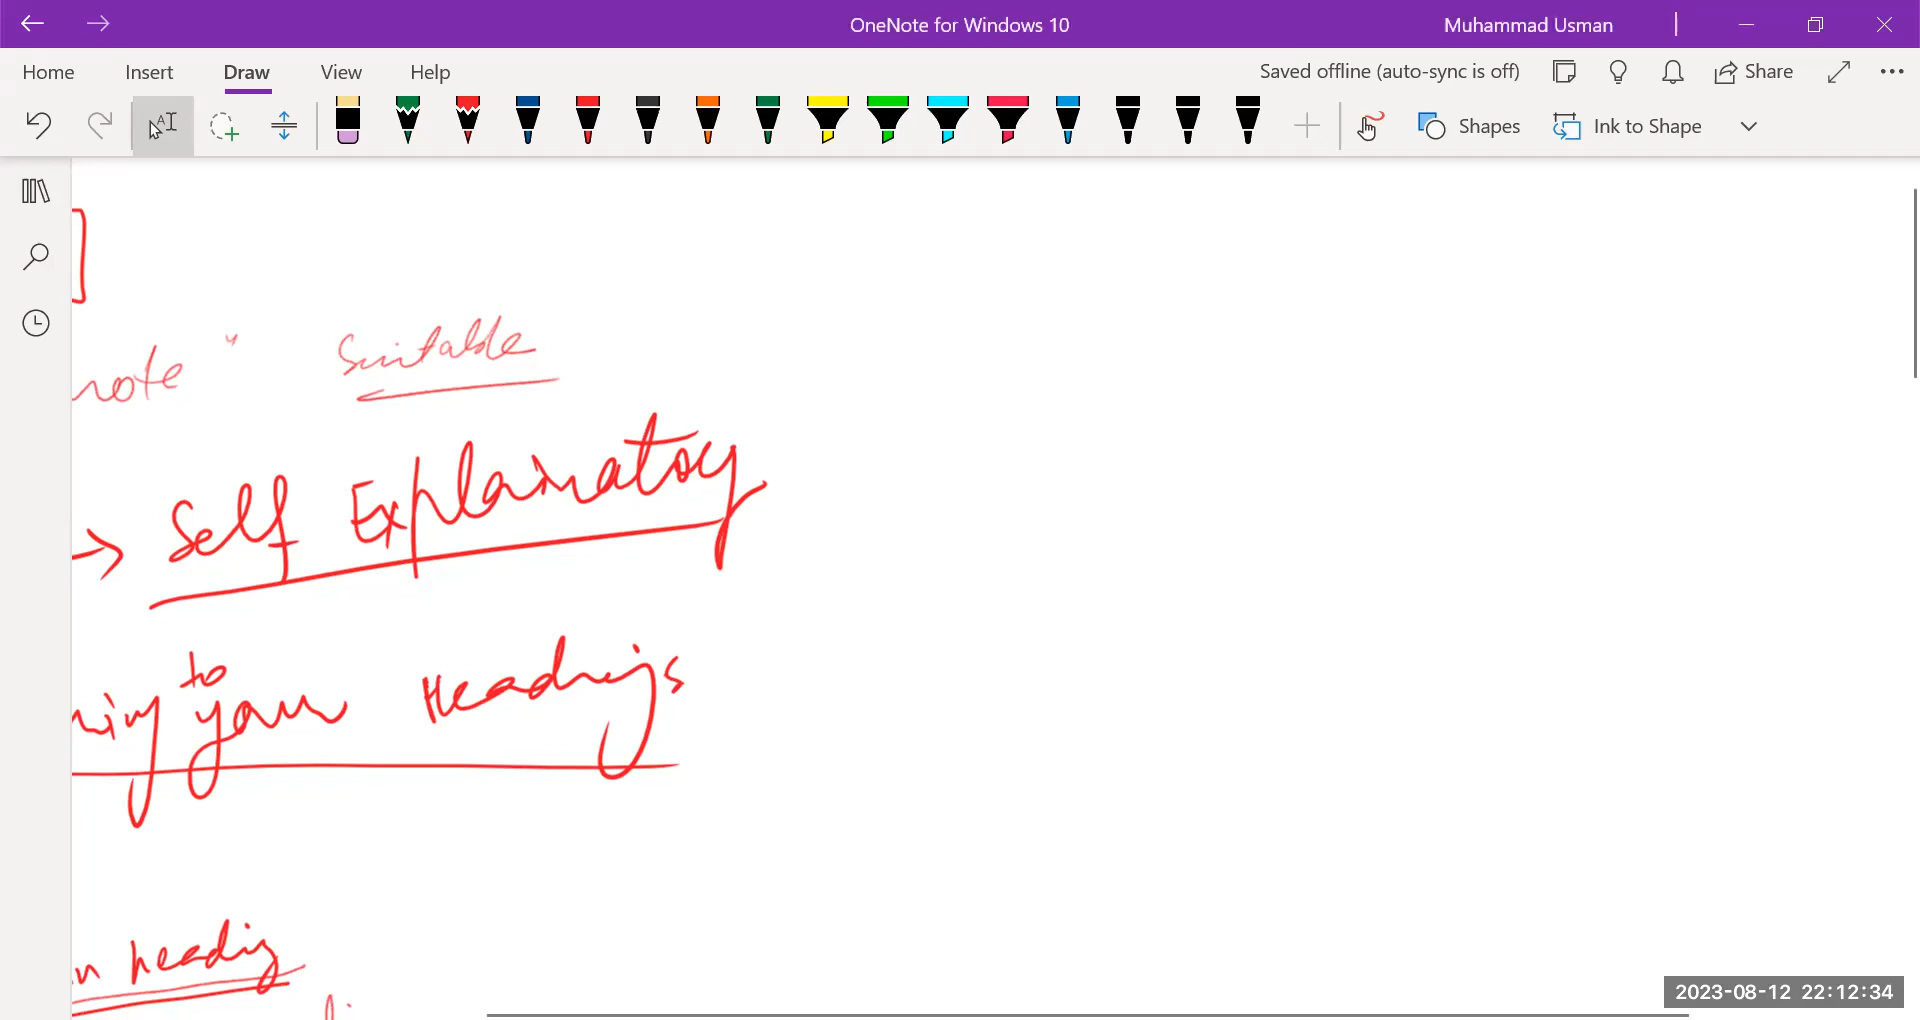 OneNote for Windows 10
Muhammad Usman
Home Insert Draw View Help
Saved offline (auto-sync is off) Share
Shapes Ink to Shape
note " Suitable
→ Self Explainatory
to
your Headings
heading
2023-08-12 22:12:34